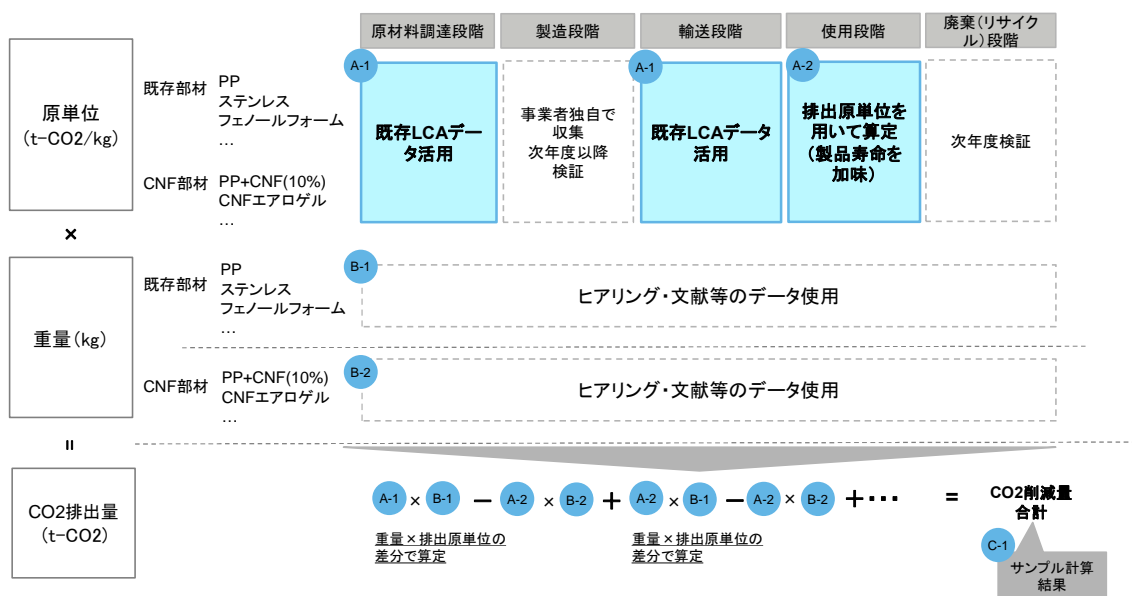 原材料調達段階
製造段階
輸送段階
使用段階
廃棄(リサイク
ル)段階
原単位
(t-CO2/kg)
既存部材
PP
ステンレス
フェノールフォーム
…
CNF部材
PP+CNF(10%)
CNFエアロゲル
…
A-1
既存LCAデー
タ活用
事業者独自で
収集
次年度以降
検証
A-1
既存LCAデータ
活用
A-2
排出原単位を
用いて算定
(製品寿命を
加味)
次年度検証
×
重量(kg)
既存部材
PP
ステンレス
フェノールフォーム
…
B-1
ヒアリング・文献等のデータ使用
CNF部材
PP+CNF(10%)
CNFエアロゲル
…
B-2
ヒアリング・文献等のデータ使用
=
CO2排出量
(t-CO2)
A-1 × B-1 − A-2 × B-2 + A-2 × B-1 − A-2 × B-2 +… = CO2削減量
合計
重量×排出原単位の
差分で算定
重量×排出原単位の
差分で算定
C-1
サンプル計算
結果